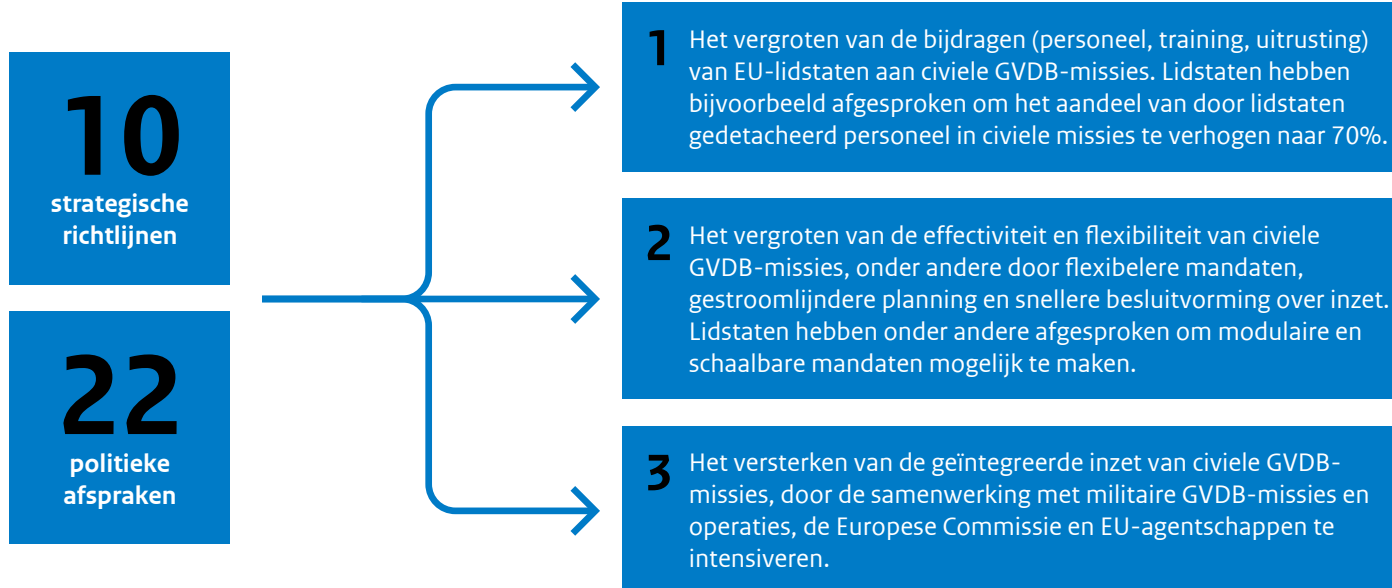 10
strategische
richtlijnen
22
politieke
afspraken
1
Het vergroten van de bijdragen (personeel, training, uitrusting)
van EU-lidstaten aan civiele GVDB-missies. Lidstaten hebben
bijvoorbeeld afgesproken om het aandeel van door lidstaten
gedetacheerd personeel in civiele missies te verhogen naar 70%.
2
Het vergroten van de effectiviteit en flexibiliteit van civiele
GVDB-missies, onder andere door flexibelere mandaten,
gestroomlijndere planning en snellere besluitvorming over inzet.
Lidstaten hebben onder andere afgesproken om modulaire en
schaalbare mandaten mogelijk te maken.
3
Het versterken van de geïntegreerde inzet van civiele GVDB-
missies, door de samenwerking met militaire GVDB-missies en
operaties, de Europese Commissie en EU-agentschappen te
intensiveren.